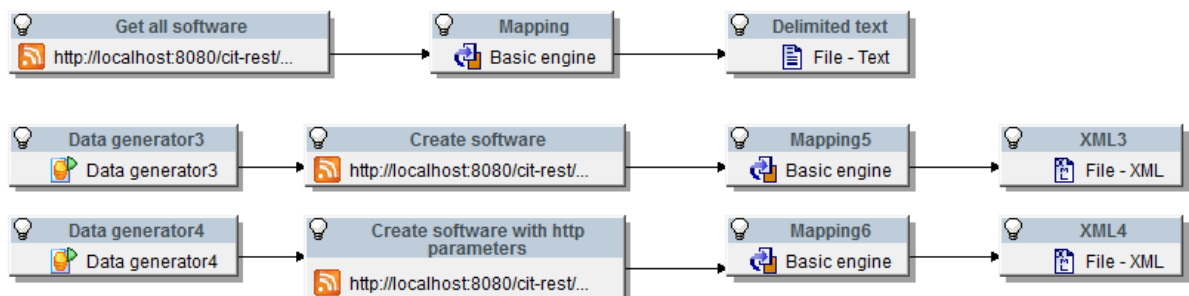 Get all software
http://localhost:8080/cit-rest/...
Mapping
Basic engine
Delimited text
File - Text
Data generator3
Data generator3
Create software
http://localhost:8080/cit-rest/...
Mapping5
Basic engine
XML3
File - XML
Data generator4
Data generator4
Create software with http
parameters
http://localhost:8080/cit-rest/...
Mapping6
Basic engine
XML4
File - XML